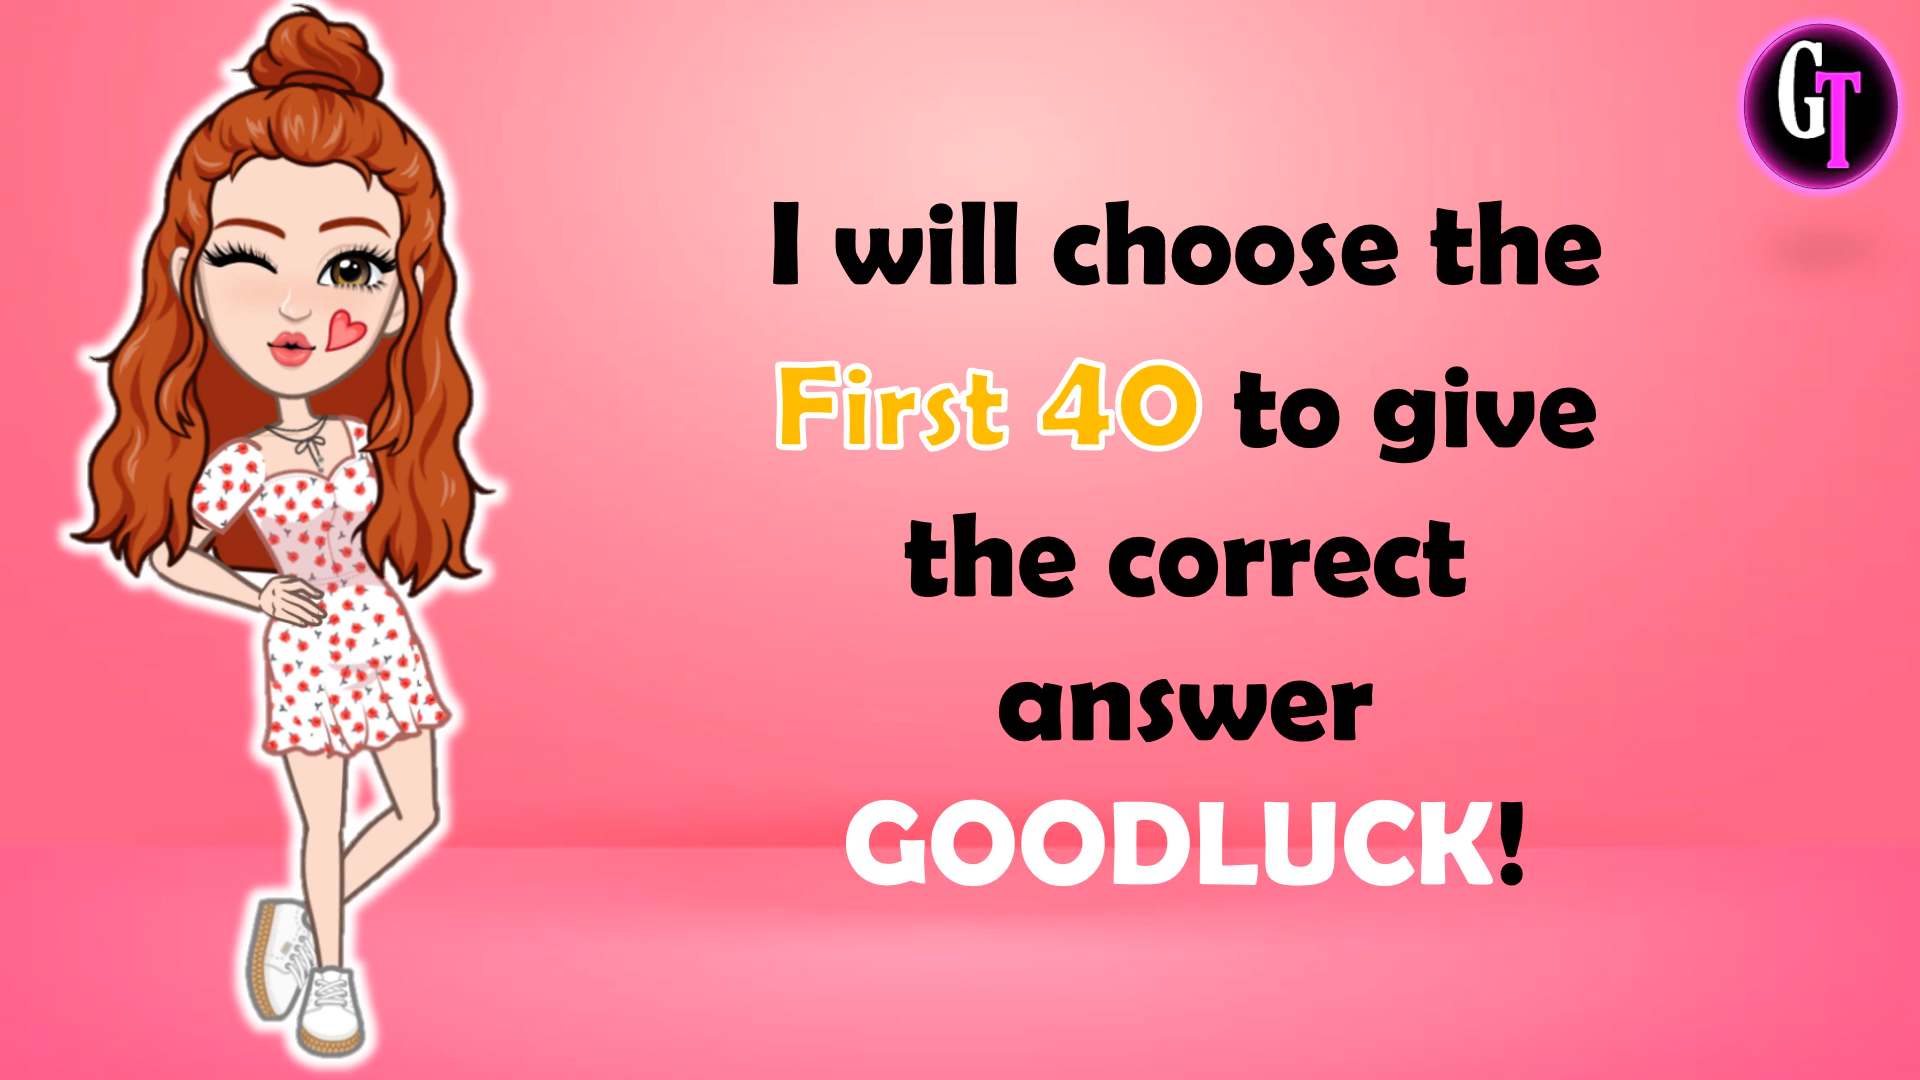 GT
I will choose the
First 40 to give
the correct
answer
GOODLUCK!